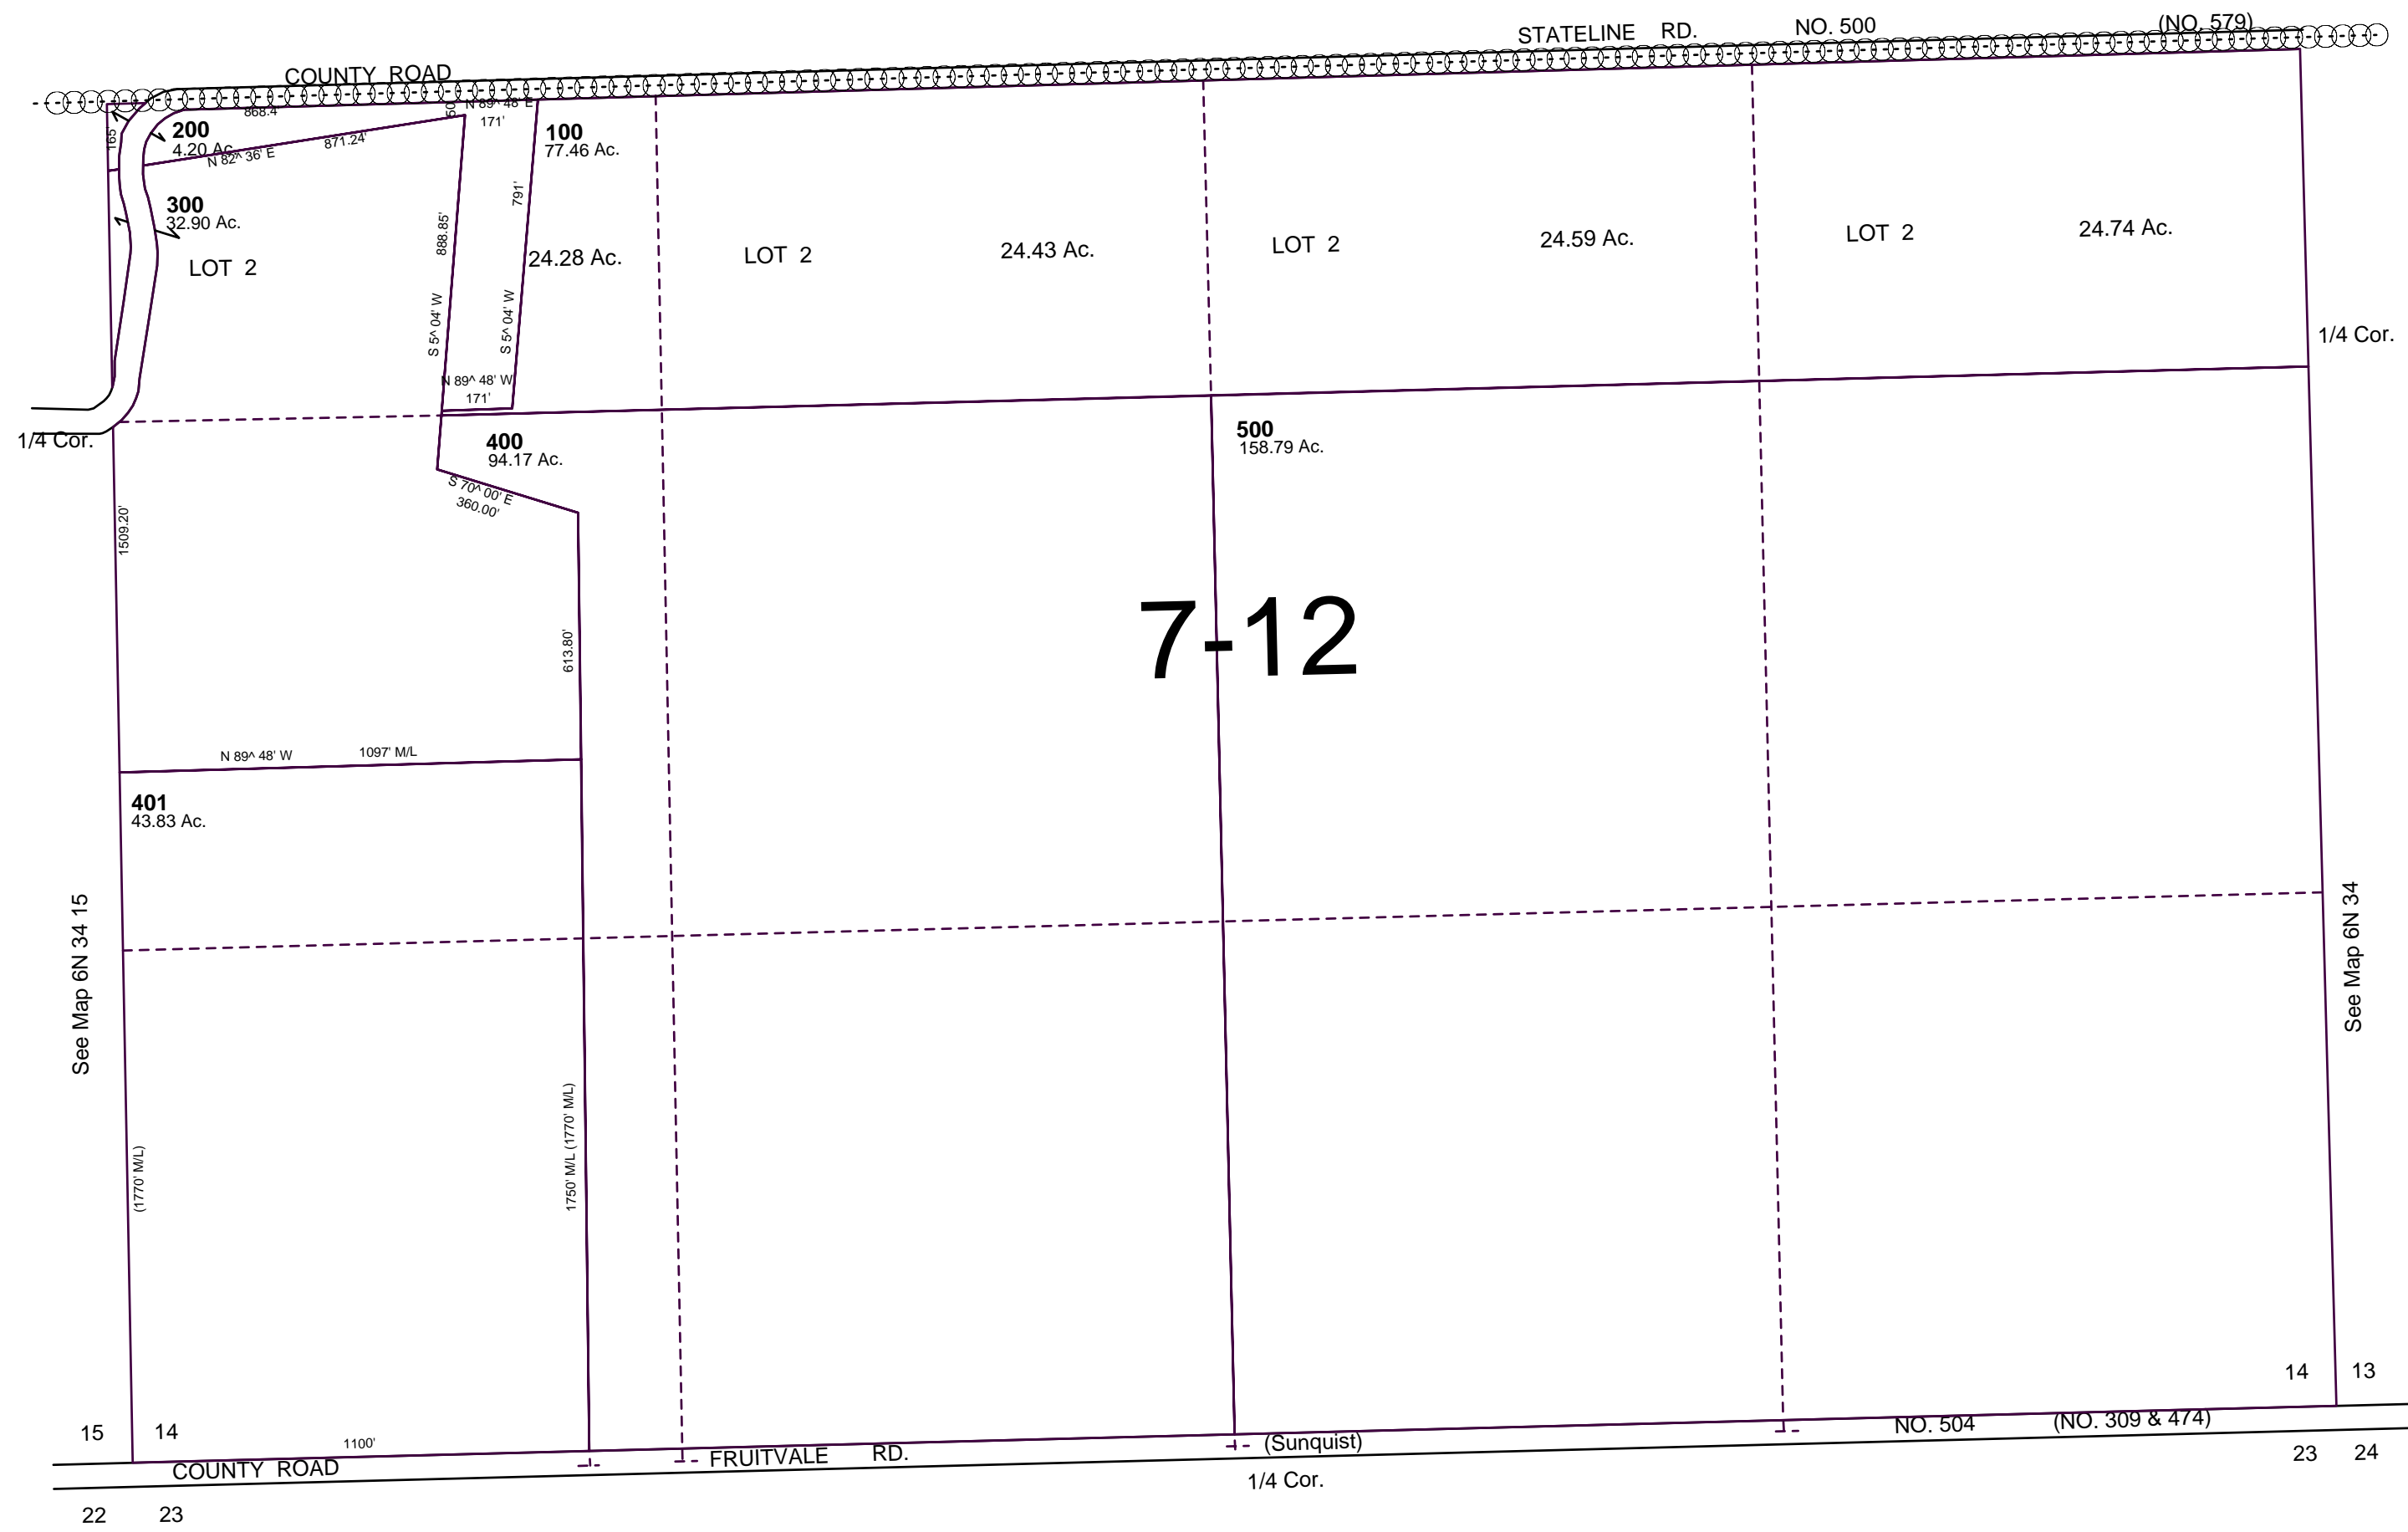 STATELINE RD. NO. 500 (NO. 579)
COUNTY ROAD
868.4'
N 89^ 48' E
171'
165'
200
4.20 Ac.
N 82^ 36' E 871.24'
100
77.46 Ac.
300
32.90 Ac.
LOT 2
888.85'
S 5^ 04' W
791'
S 5^ 04' W
24.28 Ac.
LOT 2 24.43 Ac.
LOT 2 24.59 Ac.
LOT 2 24.74 Ac.
1/4 Cor.
N 89^ 48' W
171'
1/4 Cor.
400
94.17 Ac.
500
158.79 Ac.
S 70^ 00' E
360.00'
1509.20'
613.80'
7-12
N 89^ 48' W 1097' M/L
401
43.83 Ac.
See Map 6N 34 15
See Map 6N 34
(1770' M/L)
1750' M/L (1770' M/L)
14 13
15 14
1100'
COUNTY ROAD FRUITVALE RD. (Sunquist) NO. 504 (NO. 309 & 474)
1/4 Cor.
23 24
22 23